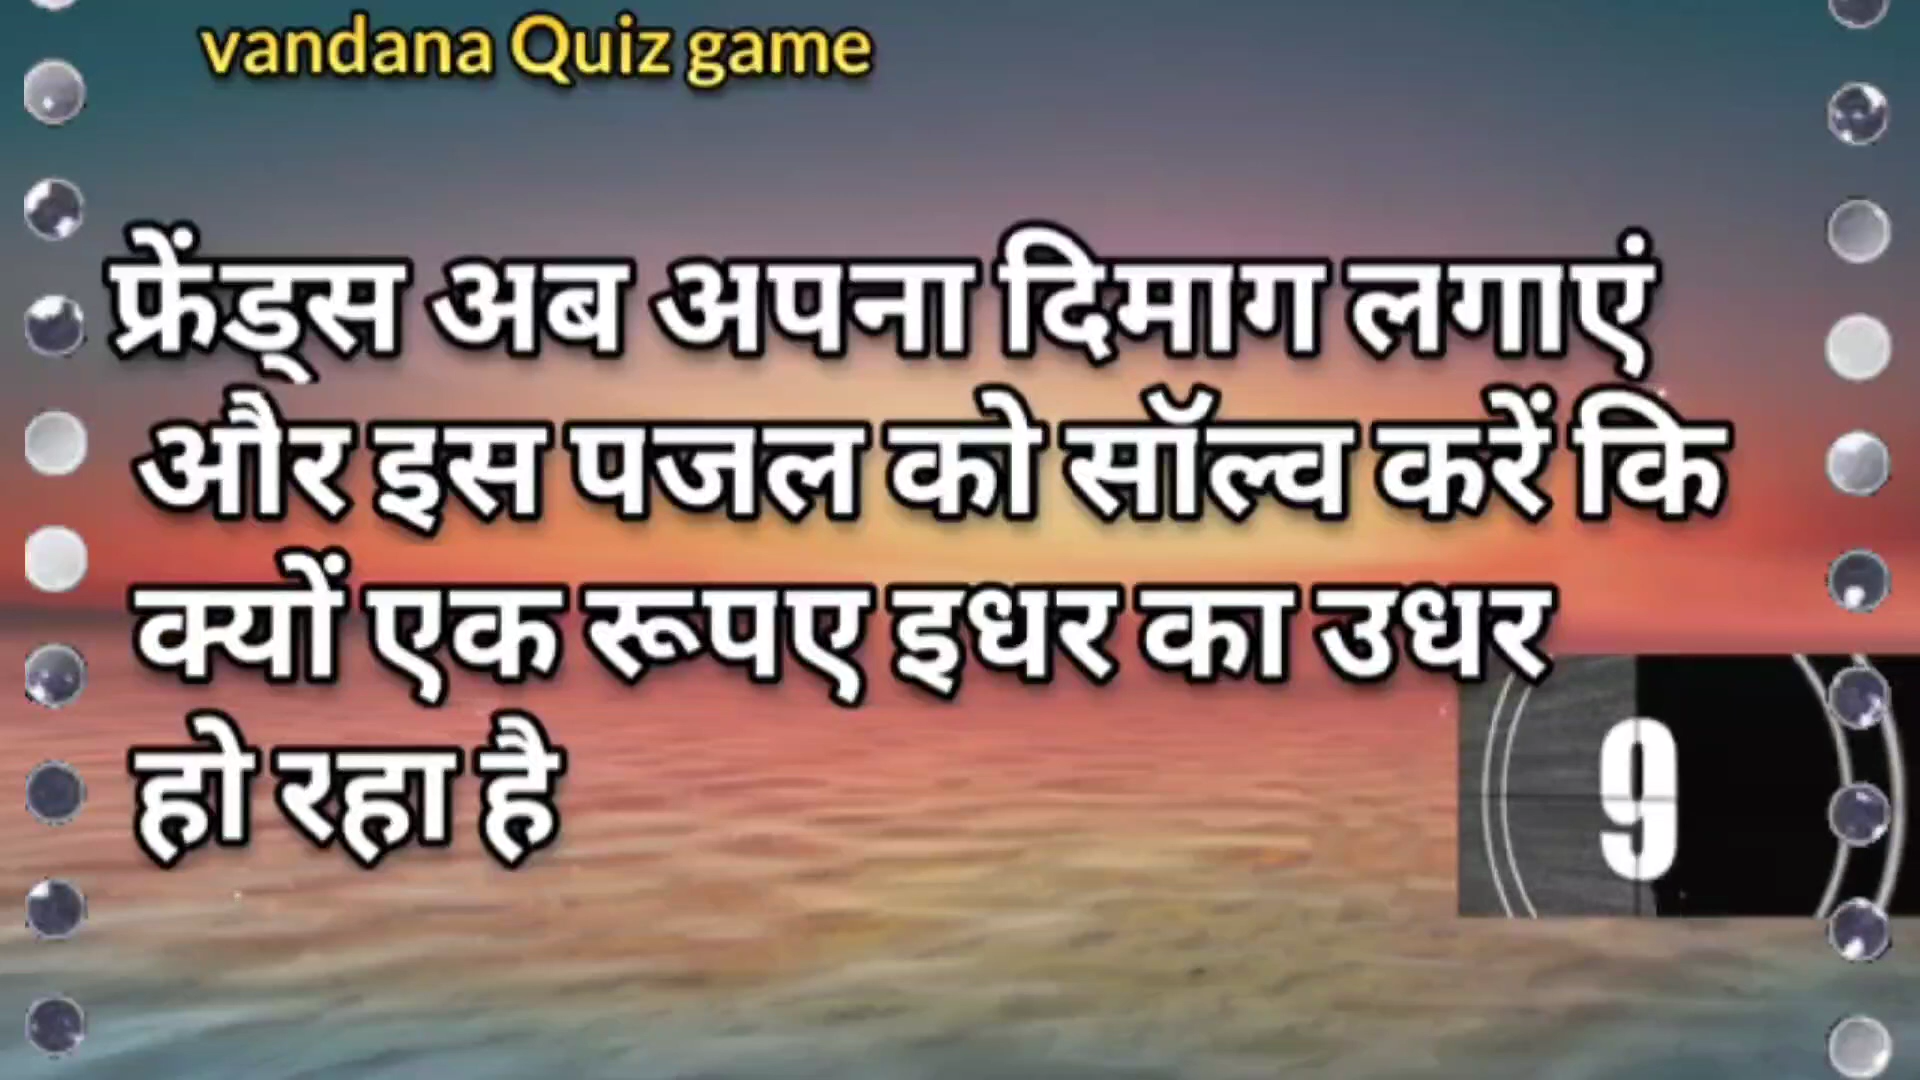 vandana Quiz game
फ्रेंड्स अब अपना दिमाग लगाएं
और इस पजल को सॉल्व करें कि
क्यों एक रूपए इधर का उधर
हो रहा है
9